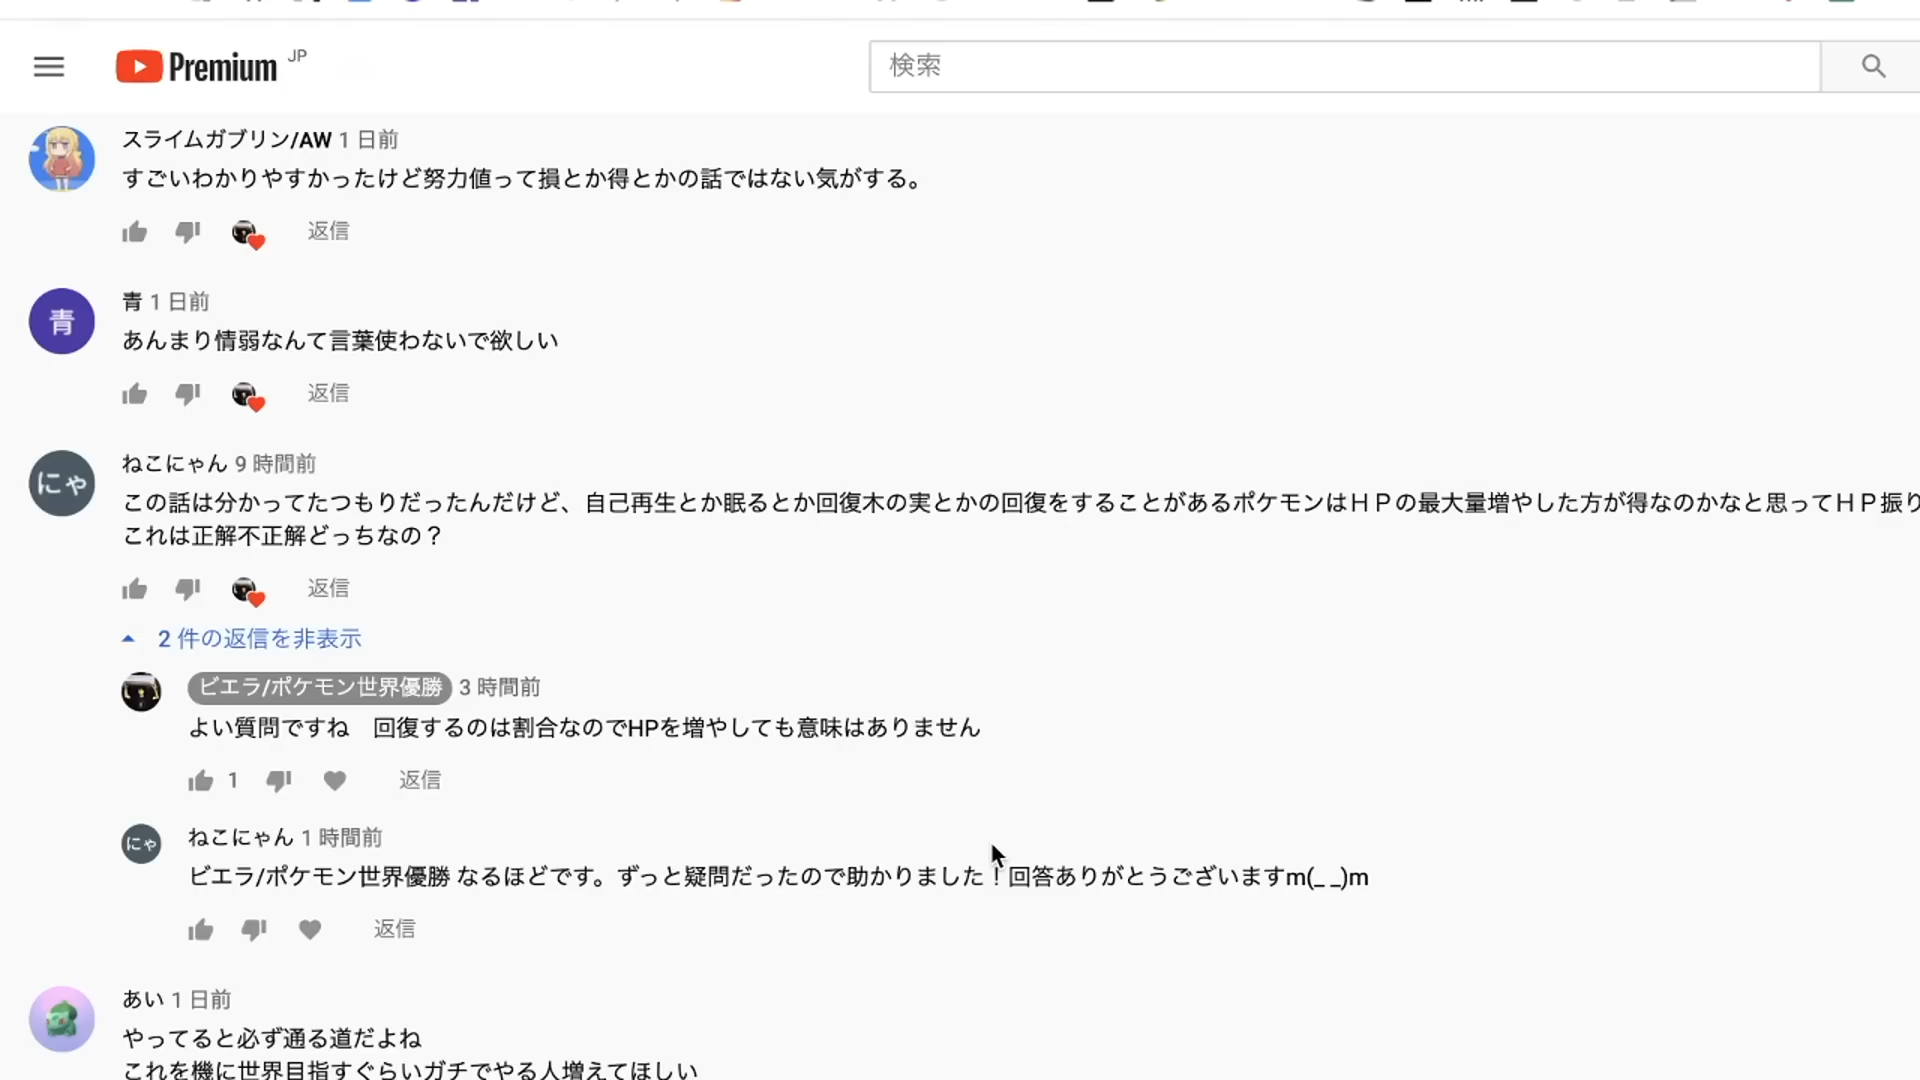 Premium JP
検索
スライムガブリン/AW 1 日前
すごいわかりやすかったけど努力値って損とか得とかの話ではない気がする。
返信
青
青 1 日前
あんまり情弱なんて言葉使わないで欲しい
返信
にゃ
ねこにゃん 9 時間前
この話は分かってたつもりだったんだけど、自己再生とか眠るとか回復木の実とかの回復をすることがあるポケモンはＨＰの最大量増やした方が得なのかなと思ってＨＰ振り
これは正解不正解どっちなの？
返信
2 件の返信を非表示
ビエラ/ポケモン世界優勝 3 時間前
よい質問ですね　回復するのは割合なのでHPを増やしても意味はありません
1 返信
にゃ
ねこにゃん 1 時間前
ビエラ/ポケモン世界優勝 なるほどです。ずっと疑問だったので助かりました！回答ありがとうございますm(_ _)m
返信
あい 1 日前
やってると必ず通る道だよね
これを機に世界目指すぐらいガチでやる人増えてほしい